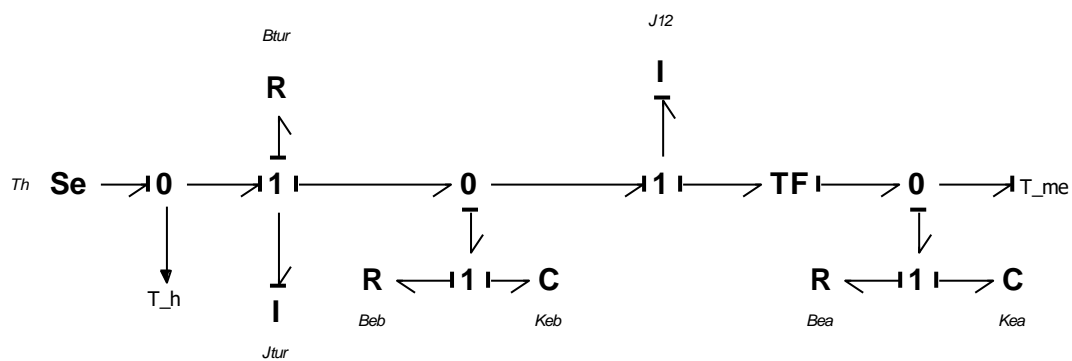 J12
Btur
I
R
Th Se 0 1 0 1 TF 0 T_me
R 1 C R 1 C
T_h
I
Beb Keb Bea Kea
Jtur